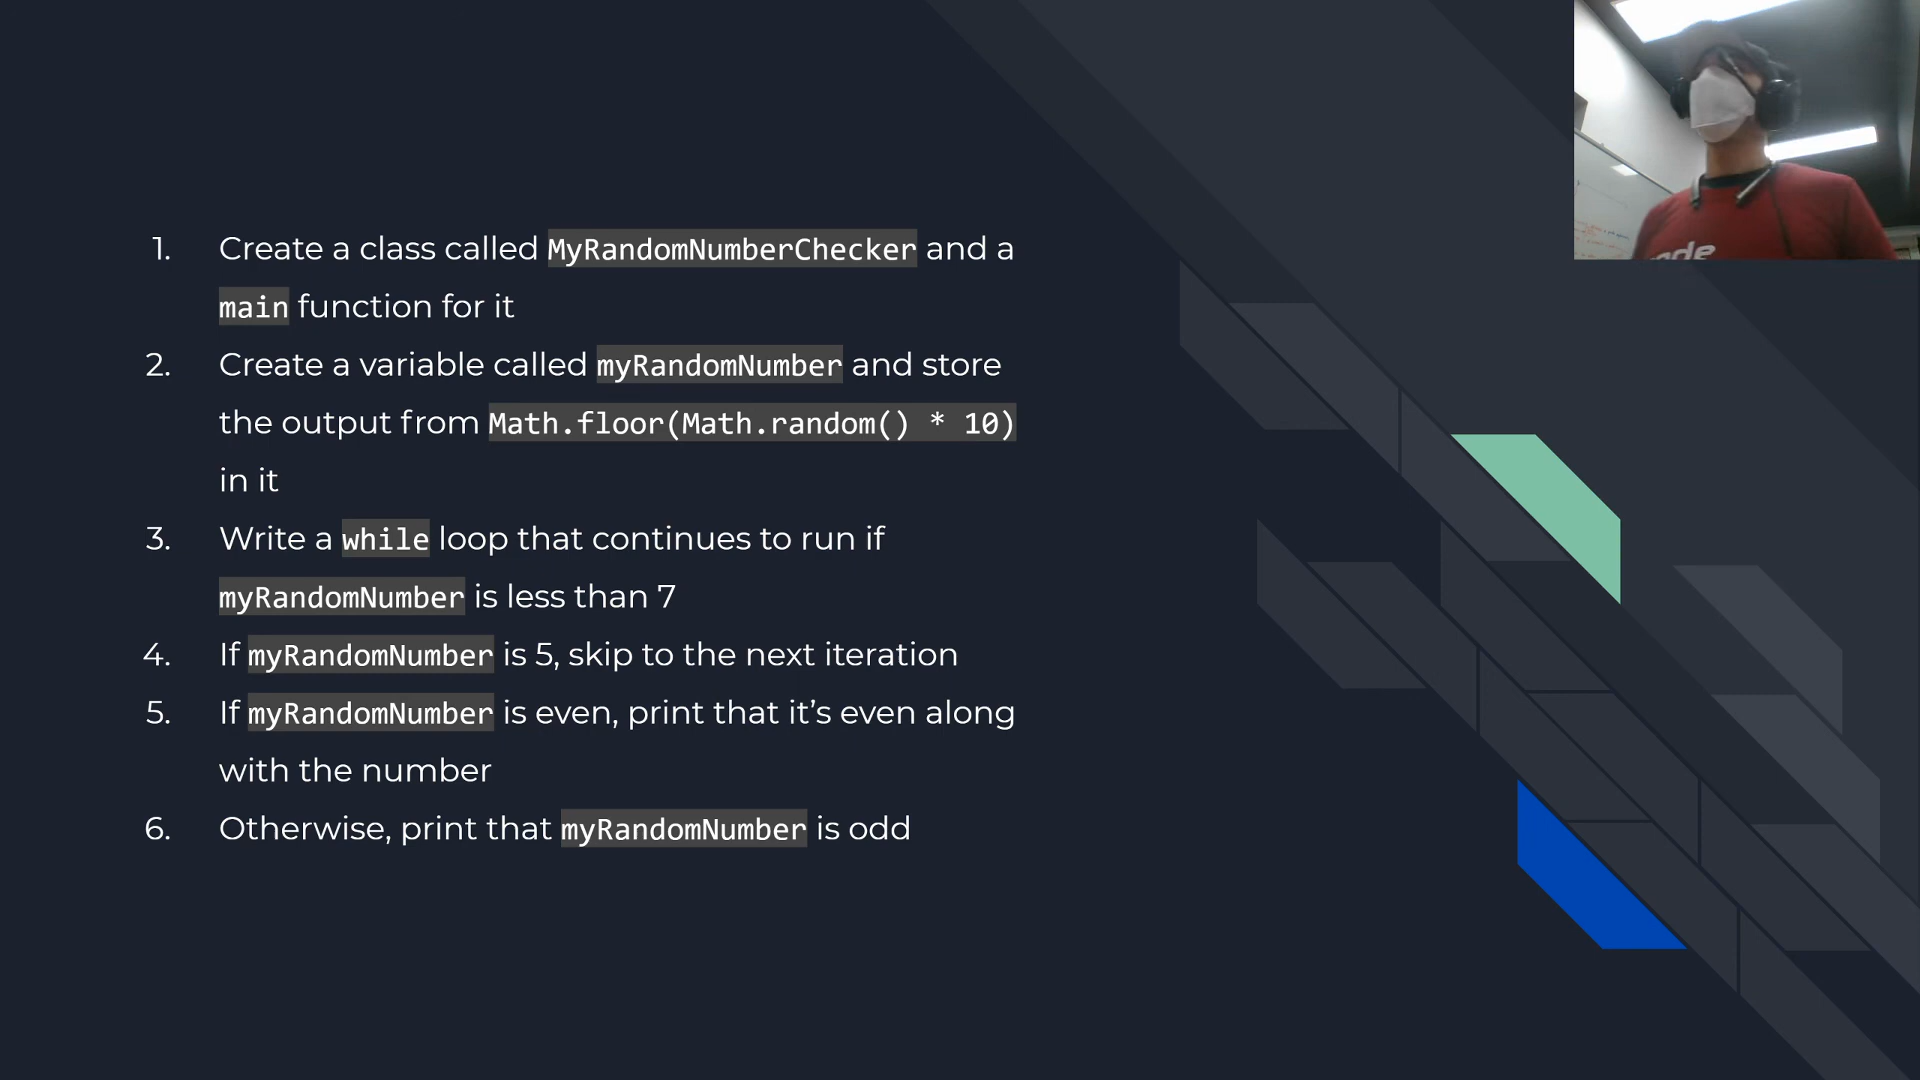 1. Create a class called MyRandomNumberChecker and a
main function for it
2. Create a variable called myRandomNumber and store
the output from Math.floor(Math.random() * 10)
in it
3. Write a while loop that continues to run if
myRandomNumber is less than 7
4. If myRandomNumber is 5, skip to the next iteration
5. If myRandomNumber is even, print that it’s even along
with the number
6. Otherwise, print that myRandomNumber is odd